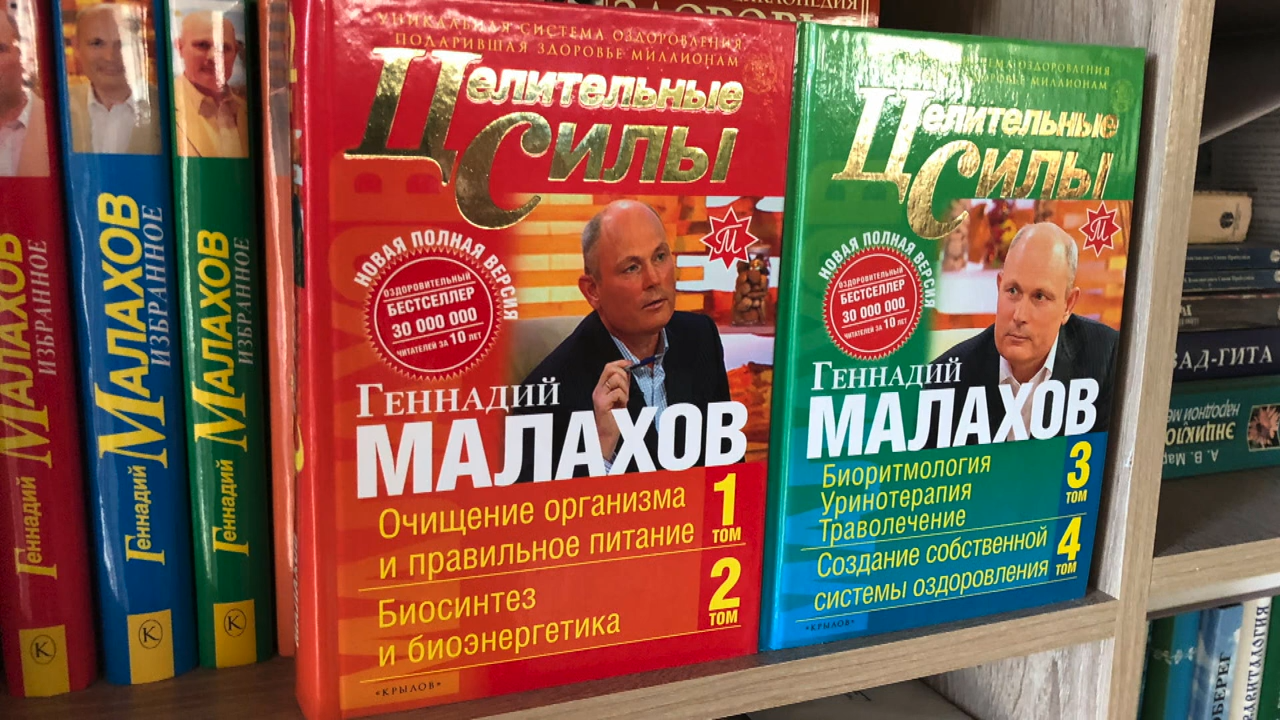 МАЛАХОВ
ИЗБРАННОЕ
Геннадий
К
МАЛАХОВ
ИЗБРАННОЕ
Геннадий
К
МАЛАХОВ
ИЗБРАННОЕ
Геннадий
К
УНИКАЛЬНАЯ СИСТЕМА ОЗДОРОВЛЕНИЯ,
ПОДАРИВШАЯ ЗДОРОВЬЕ МИЛЛИОНАМ
Целительные
Силы
НОВАЯ ПОЛНАЯ ВЕРСИЯ
ОЗДОРОВИТЕЛЬНЫЙ
БЕСТСЕЛЛЕР
30 000 000
ЧИТАТЕЛЕЙ ЗА 10 ЛЕТ
М
ГЕННАДИЙ
МАЛАХОВ
Очищение организма
и правильное питание
1
ТОМ
Биосинтез
и биоэнергетика
2
ТОМ
«КРЫЛОВ»
ОЗДОРОВЛЕНИЯ
ЗДОРОВЬЕ МИЛЛИОНАМ
Целительные
Силы
НОВАЯ ПОЛНАЯ ВЕРСИЯ
ОЗДОРОВИТЕЛЬНЫЙ
БЕСТСЕЛЛЕР
30 000 000
ЧИТАТЕЛЕЙ ЗА 10 ЛЕТ
М
ГЕННАДИЙ
МАЛАХОВ
Биоритмология
Уринотерапия
Траволечение
3
ТОМ
Создание собственной
системы оздоровления
4
ТОМ
«КРЫЛОВ»